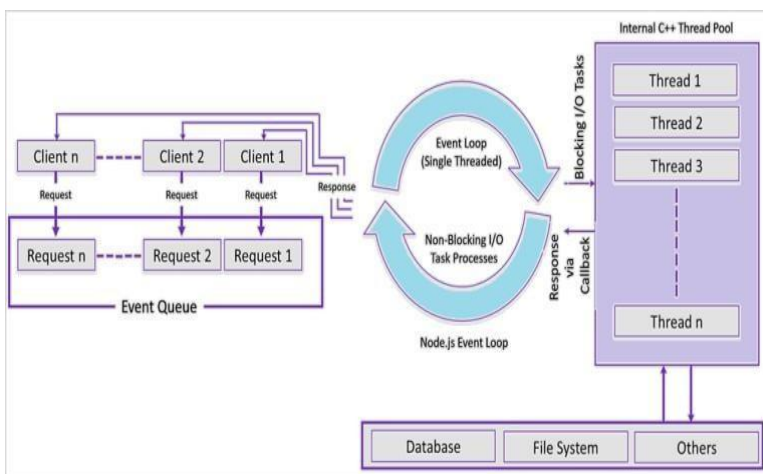 Internal C++ Thread Pool
Thread 1
Thread 2
Thread 3
Thread n
Blocking I/O Tasks
Response
via
Callback
Event Loop
(Single Threaded)
Non-Blocking I/O
Task Processes
Node.js Event Loop
Client n
Client 2
Client 1
Response
Request
Request
Request
Request n
Request 2
Request 1
Event Queue
Database
File System
Others